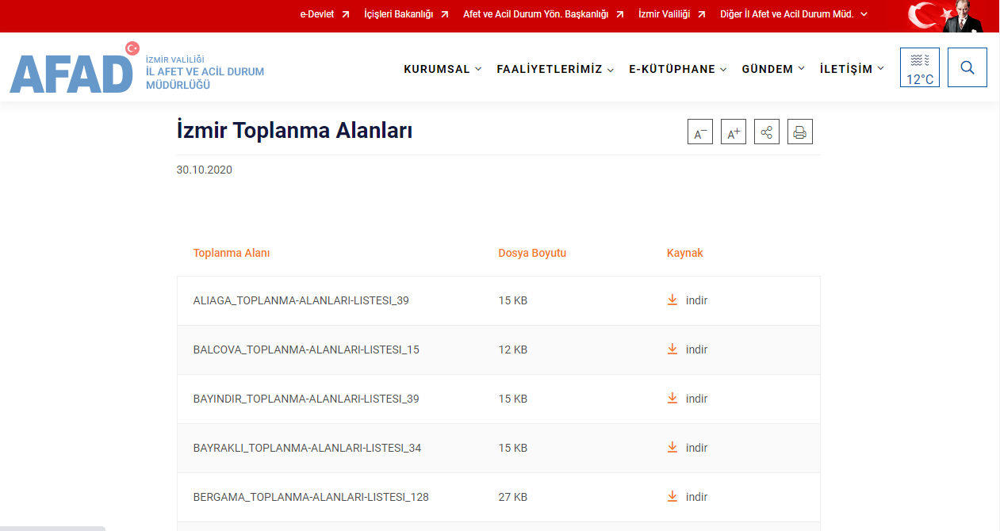 e-Devlet İçişleri Bakanlığı Afet ve Acil Durum Yön. Başkanlığı İzmir Valiliği Diğer İl Afet ve Acil Durum Müd.
AFAD
İZMİR VALİLİĞİ
İL AFET VE ACİL DURUM
MÜDÜRLÜĞÜ
KURUMSAL FAALİYETLERİMİZ E-KÜTÜPHANE GÜNDEM İLETİŞİM
12°C
İzmir Toplanma Alanları
A− A+
30.10.2020
Toplanma Alanı Dosya Boyutu Kaynak
ALIAGA_TOPLANMA-ALANLARI-LISTESI_39 15 KB indir
BALCOVA_TOPLANMA-ALANLARI-LISTESI_15 12 KB indir
BAYINDIR_TOPLANMA-ALANLARI-LISTESI_39 15 KB indir
BAYRAKLI_TOPLANMA-ALANLARI-LISTESI_34 15 KB indir
BERGAMA_TOPLANMA-ALANLARI-LISTESI_128 27 KB indir